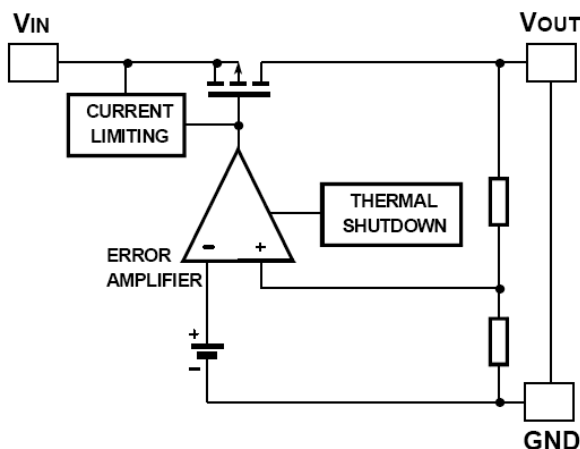 VIN
VOUT
CURRENT
LIMITING
THERMAL
SHUTDOWN
- +
ERROR
AMPLIFIER
+
-
GND